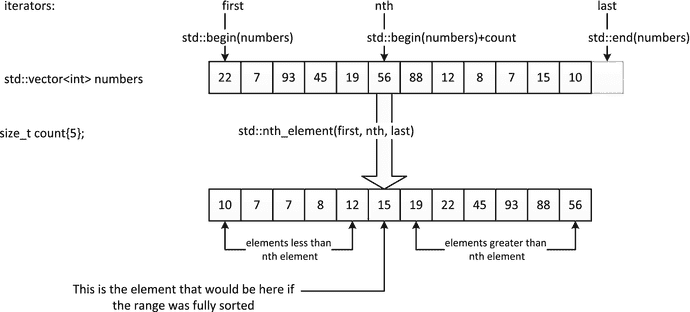 iterators:
first
nth
last
std::begin(numbers)
std::begin(numbers)+count
std::end(numbers)
std::vector<int> numbers
22 7 93 45 19 56 88 12 8 7 15 10
size_t count{5};
std::nth_element(first, nth, last)
10 7 7 8 12 15 19 22 45 93 88 56
elements less than
nth element
elements greater than
nth element
This is the element that would be here if
the range was fully sorted